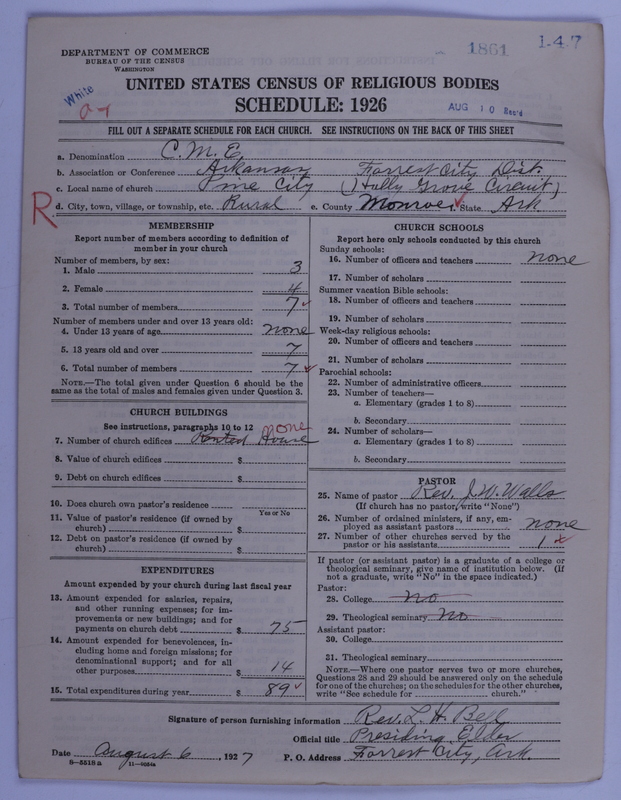 1861 1-47
DEPARTMENT OF COMMERCE
BUREAU OF THE CENSUS
WASHINGTON
White
UNITED STATES CENSUS OF RELIGIOUS BODIES
SCHEDULE: 1926
AUG 10 Rec'd
FILL OUT A SEPARATE SCHEDULE FOR EACH CHURCH. SEE INSTRUCTIONS ON THE BACK OF THIS SHEET
a. Denomination C. M. E.
b. Association or Conference Arkansas Forrest City Dist.
c. Local name of church Pine City (Holly Grove Circuit)
R
d. City, town, village, or township, etc. Rural e. County Monroe State Ark.
MEMBERSHIP
Report number of members according to definition of
member in your church
Number of members, by sex:
1. Male 3
2. Female 4
3. Total number of members 7
Number of members under and over 13 years old:
4. Under 13 years of age none
5. 13 years old and over 7
6. Total number of members 7
NOTE.—The total given under Question 6 should be the
same as the total of males and females given under Question 3.
CHURCH BUILDINGS
See instructions, paragraphs 10 to 12 none
7. Number of church edifices Rented House
8. Value of church edifices $
9. Debt on church edifices $
10. Does church own pastor's residence
Yes or No
11. Value of pastor's residence (if owned by
church) $
12. Debt on pastor's residence (if owned by
church) $
EXPENDITURES
Amount expended by your church during last fiscal year
13. Amount expended for salaries, repairs,
and other running expenses; for im-
provements or new buildings; and for
payments on church debt $ 75
14. Amount expended for benevolences, in-
cluding home and foreign missions; for
denominational support; and for all
other purposes $ 14
15. Total expenditures during year $ 89
CHURCH SCHOOLS
Report here only schools conducted by this church
Sunday schools:
16. Number of officers and teachers none
17. Number of scholars
Summer vacation Bible schools:
18. Number of officers and teachers
19. Number of scholars
Week-day religious schools:
20. Number of officers and teachers
21. Number of scholars
Parochial schools:
22. Number of administrative officers
23. Number of teachers—
a. Elementary (grades 1 to 8)
b. Secondary
24. Number of scholars—
a. Elementary (grades 1 to 8)
b. Secondary
PASTOR
25. Name of pastor Rev. J. W. Walls
(If church has no pastor, write "None")
26. Number of ordained ministers, if any, em-
ployed as assistant pastors none
27. Number of other churches served by the
pastor or his assistants 1
If pastor (or assistant pastor) is a graduate of a college or
theological seminary, give name of institution below. (If
not a graduate, write "No" in the space indicated.)
Pastor:
28. College no
29. Theological seminary no
Assistant pastor:
30. College
31. Theological seminary
NOTE.—Where one pastor serves two or more churches,
Questions 28 and 29 should be answered only on the schedule
for one of the churches; on the schedules for the other churches,
write "See schedule for church."
Signature of person furnishing information Rev. L. H. Bell
Official title Presiding Elder
Date August 6, 1927 P. O. Address Forrest City, Ark.
8-5518a 11-9034a